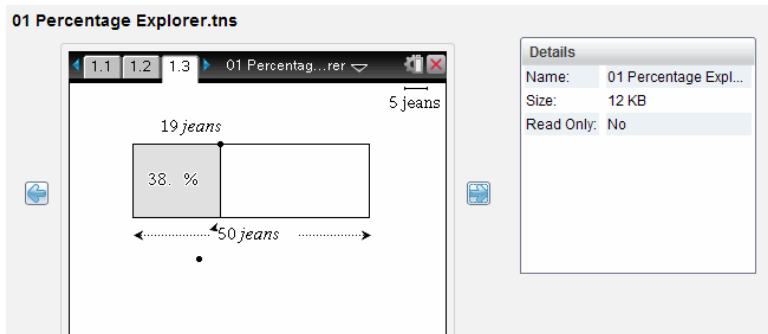 01 Percentage Explorer.tns
1.1 1.2 1.3 01 Percentag...rer
5 jeans
19 jeans
38. %
50 jeans
Details
Name: 01 Percentage Expl...
Size: 12 KB
Read Only: No